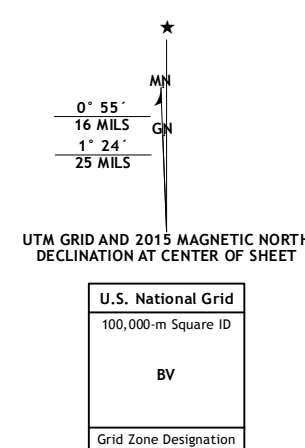 ★
MN
0° 55´
16 MILS
GN
1° 24´
25 MILS
UTM GRID AND 2015 MAGNETIC NORTH
DECLINATION AT CENTER OF SHEET
U.S. National Grid
100,000-m Square ID
BV
Grid Zone Designation